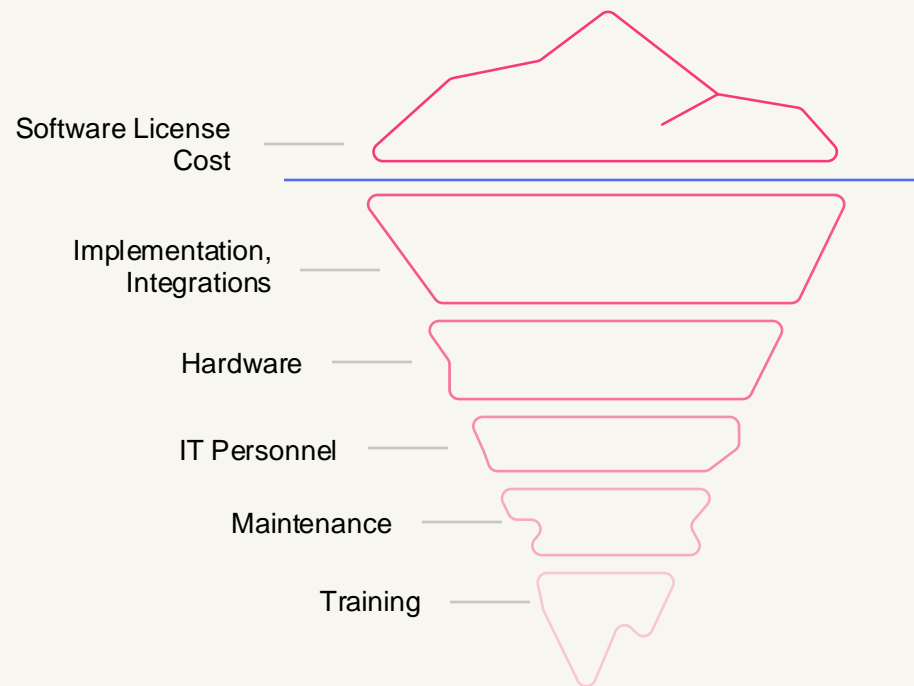 Software License
Cost
Implementation,
Integrations
Hardware
IT Personnel
Maintenance
Training